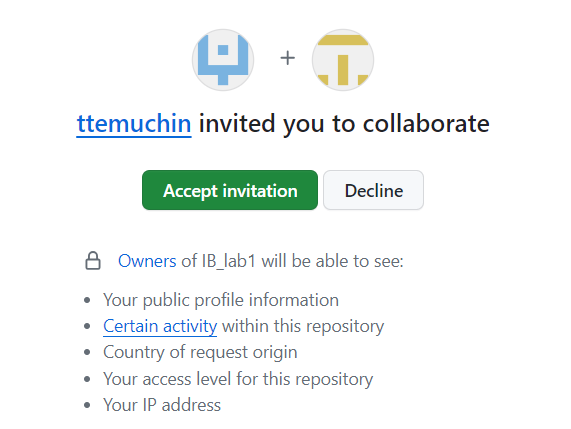 ttemuchin invited you to collaborate
Accept invitation Decline
Owners of IB_lab1 will be able to see:
Your public profile information
Certain activity within this repository
Country of request origin
Your access level for this repository
Your IP address